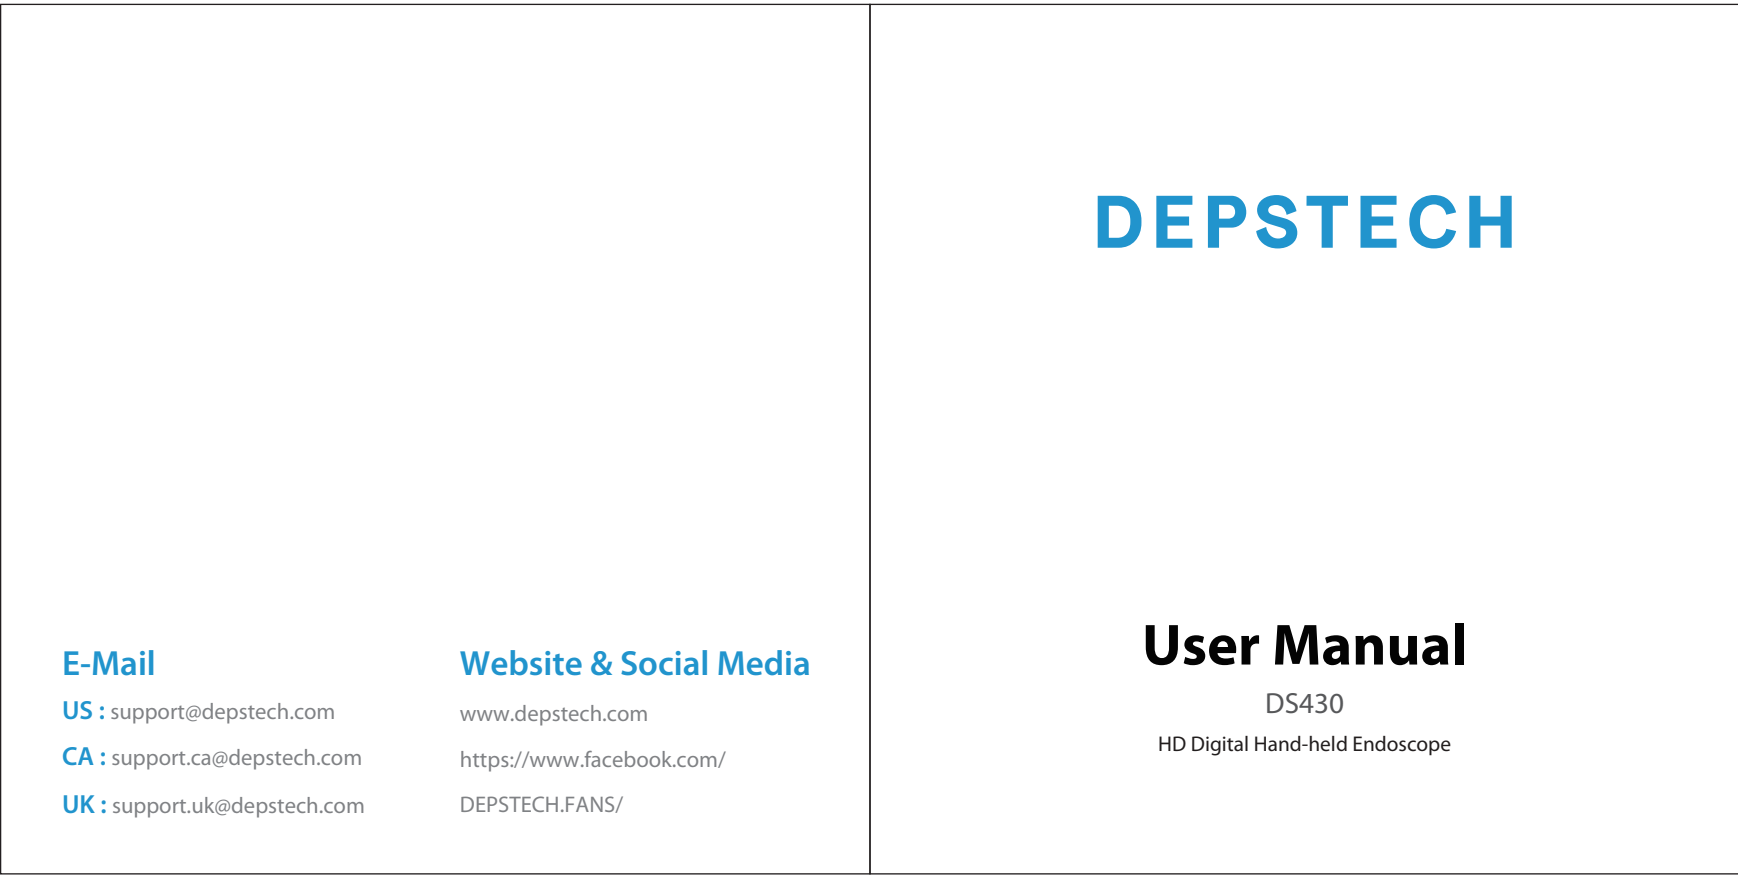 E-Mail
US : support@depstech.com
CA : support.ca@depstech.com
UK : support.uk@depstech.com
Website & Social Media
www.depstech.com
https://www.facebook.com/
DEPSTECH.FANS/
DEPSTECH
User Manual
DS430
HD Digital Hand-held Endoscope